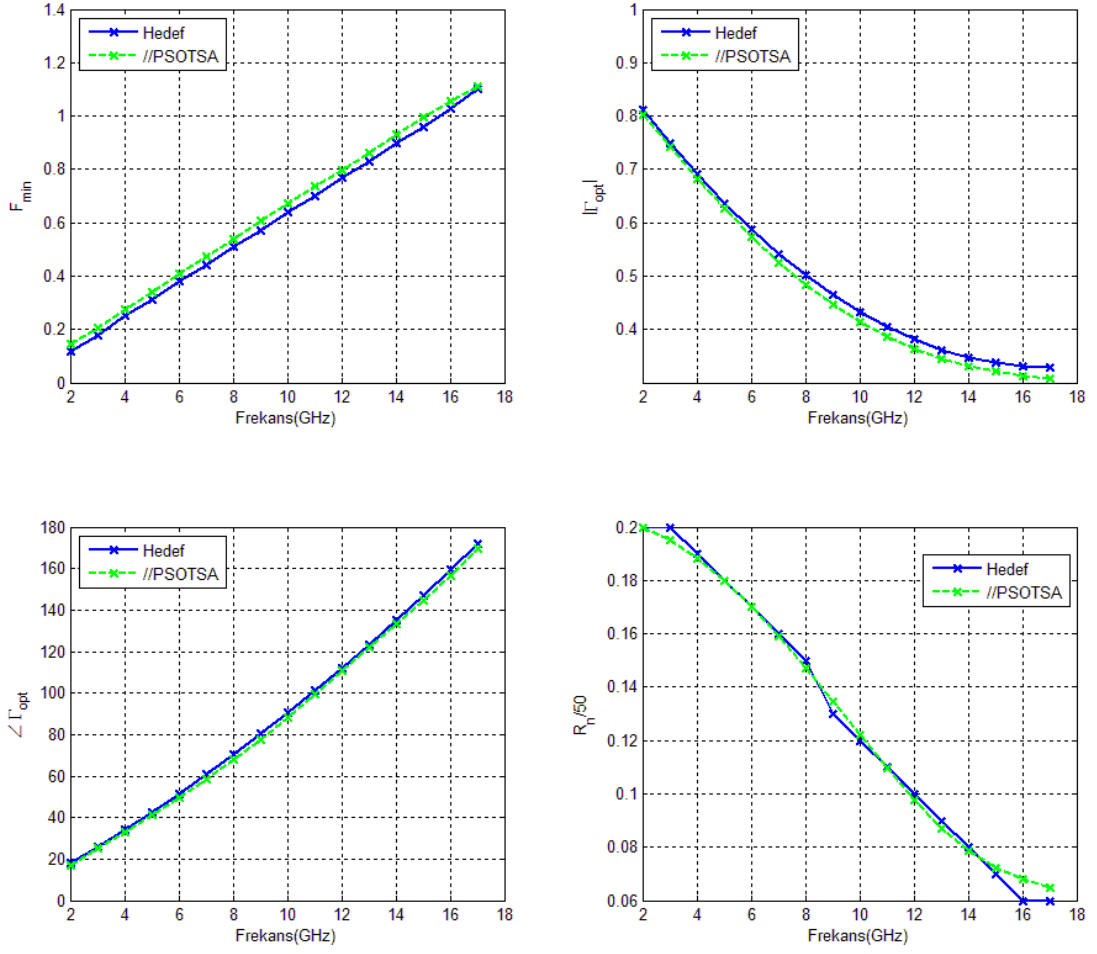 1.4
1.2
1
0.8
0.6
0.4
0.2
0
F_min
Hedef
//PSOTSA
2 4 6 8 10 12 14 16 18
Frekans(GHz)
1
0.9
0.8
0.7
0.6
0.5
0.4
|Γ_opt|
Hedef
//PSOTSA
2 4 6 8 10 12 14 16 18
Frekans(GHz)
180
160
140
120
100
80
60
40
20
0
∠ Γ_opt
Hedef
//PSOTSA
2 4 6 8 10 12 14 16 18
Frekans(GHz)
0.2
0.18
0.16
0.14
0.12
0.1
0.08
0.06
R_n/50
Hedef
//PSOTSA
2 4 6 8 10 12 14 16 18
Frekans(GHz)